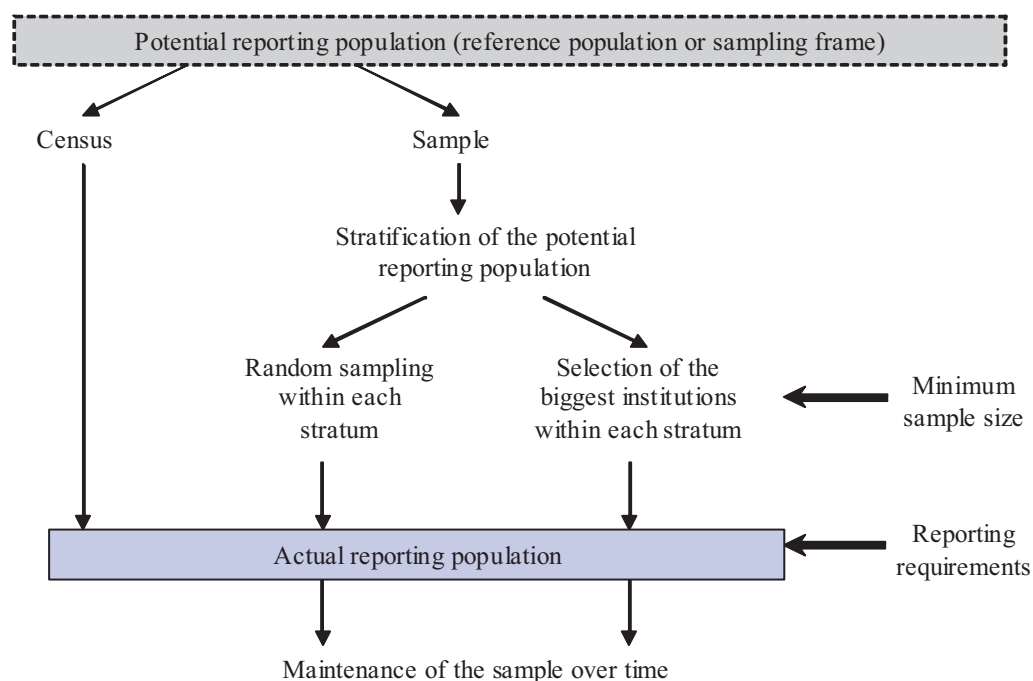 Potential reporting population (reference population or sampling frame)
Census
Sample
Stratification of the potential
reporting population
Random sampling
within each
stratum
Selection of the
biggest institutions
within each stratum
Minimum
sample size
Actual reporting population
Reporting
requirements
Maintenance of the sample over time